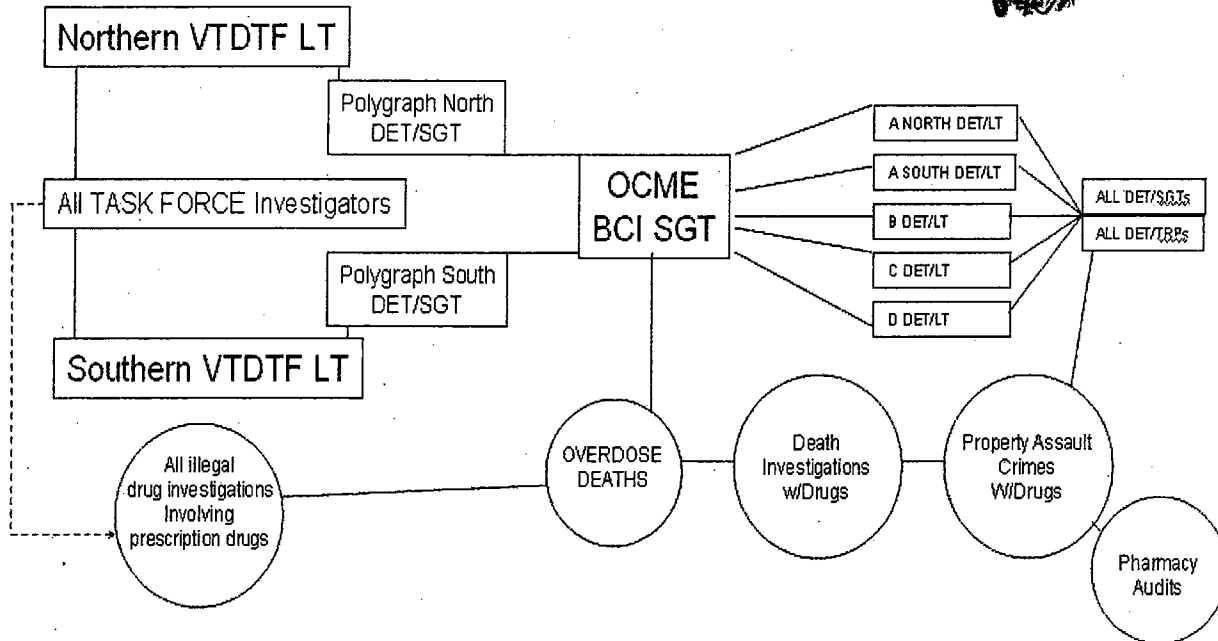 Northern VTDTF LT
Polygraph North
DET/SGT
All TASK FORCE Investigators
Polygraph South
DET/SGT
Southern VTDTF LT
OCME
BCI SGT
A NORTH DET/LT
A SOUTH DET/LT
B DET/LT
C DET/LT
D DET/LT
ALL DET/SGTs
ALL DET/TRPs
All illegal
drug investigations
Involving
prescription drugs
OVERDOSE
DEATHS
Death
Investigations
w/Drugs
Property Assault
Crimes
W/Drugs
Pharmacy
Audits